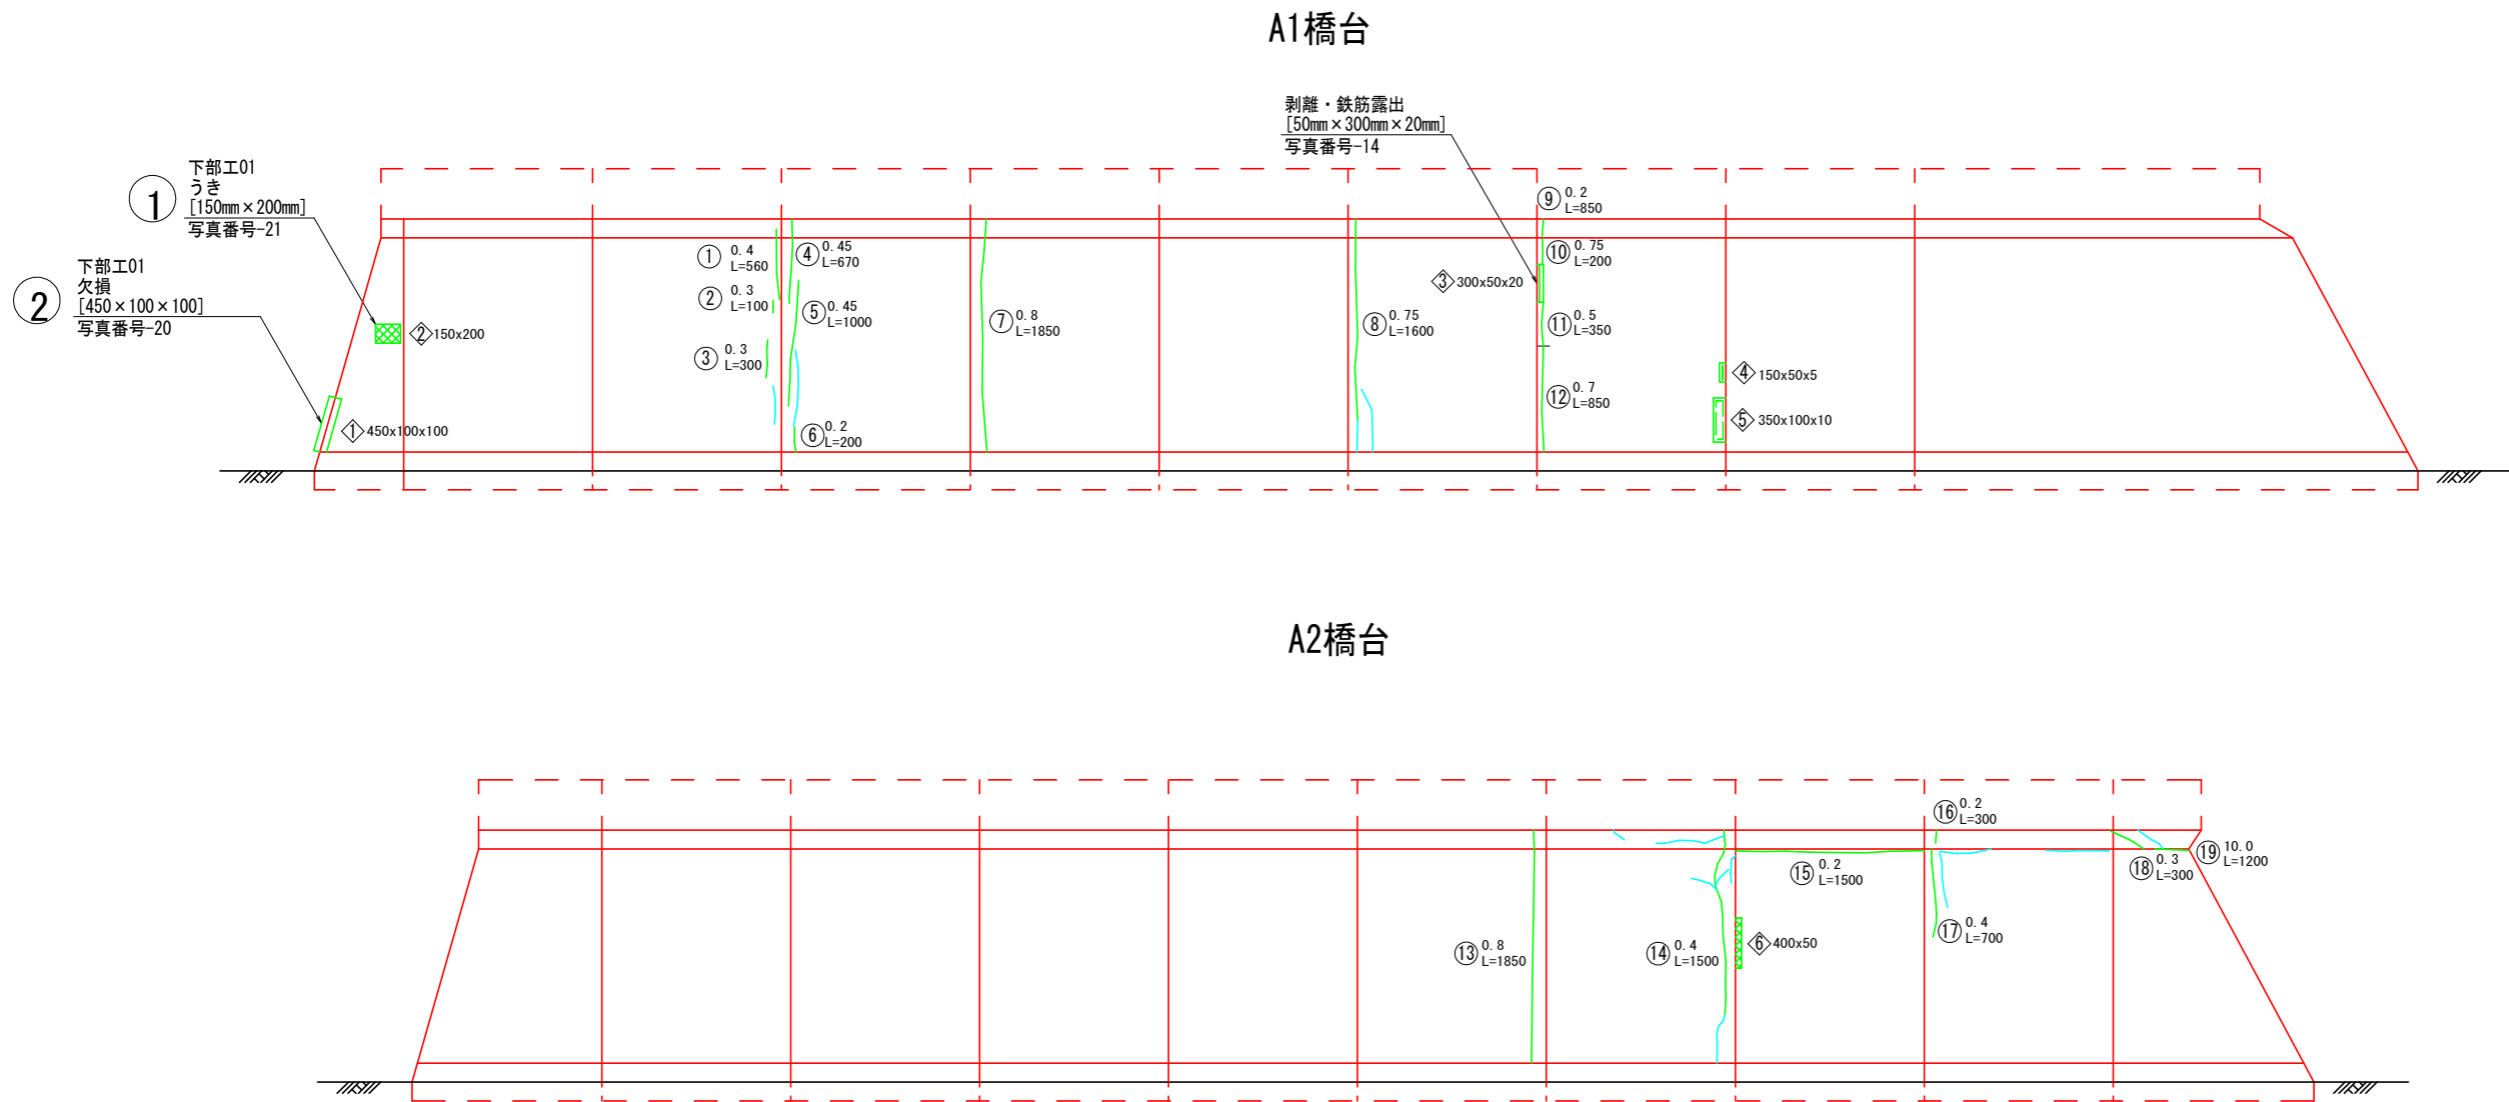 A1橋台
剥離・鉄筋露出
[50mm×300mm×20mm]
写真番号-14
①
下部工01
うき
[150mm×200mm]
写真番号-21
②
下部工01
欠損
[450×100×100]
写真番号-20
① 0.4
L=560
② 0.3
L=100
③ 0.3
L=300
④ 0.45
L=670
⑤ 0.45
L=1000
⑥ 0.2
L=200
⑦ 0.8
L=1850
⑧ 0.75
L=1600
⑨ 0.2
L=850
⑩ 0.75
L=200
⑪ 0.5
L=350
⑫ 0.7
L=850
2 150x200
1 450x100x100
3 300x50x20
4 150x50x5
5 350x100x10
A2橋台
⑬ 0.8
L=1850
⑭ 0.4
L=1500
6 400x50
⑮ 0.2
L=1500
⑯ 0.2
L=300
⑰ 0.4
L=700
⑱ 0.3
L=300
⑲ 10.0
L=1200